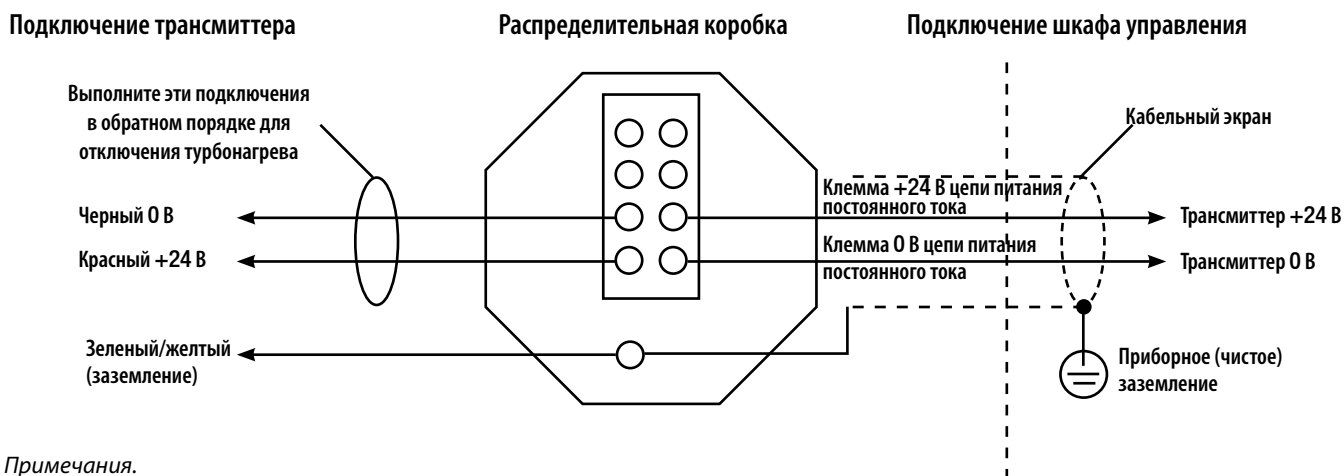 Подключение трансмиттера
Распределительная коробка
Подключение шкафа управления
Выполните эти подключения
в обратном порядке для
отключения турбонагрева
Кабельный экран
Черный 0 В
Клемма +24 В цепи питания
постоянного тока
Трансмиттер +24 В
Красный +24 В
Клемма 0 В цепи питания
постоянного тока
Трансмиттер 0 В
Зеленый/желтый
(заземление)
Приборное (чистое)
заземление
Примечания.